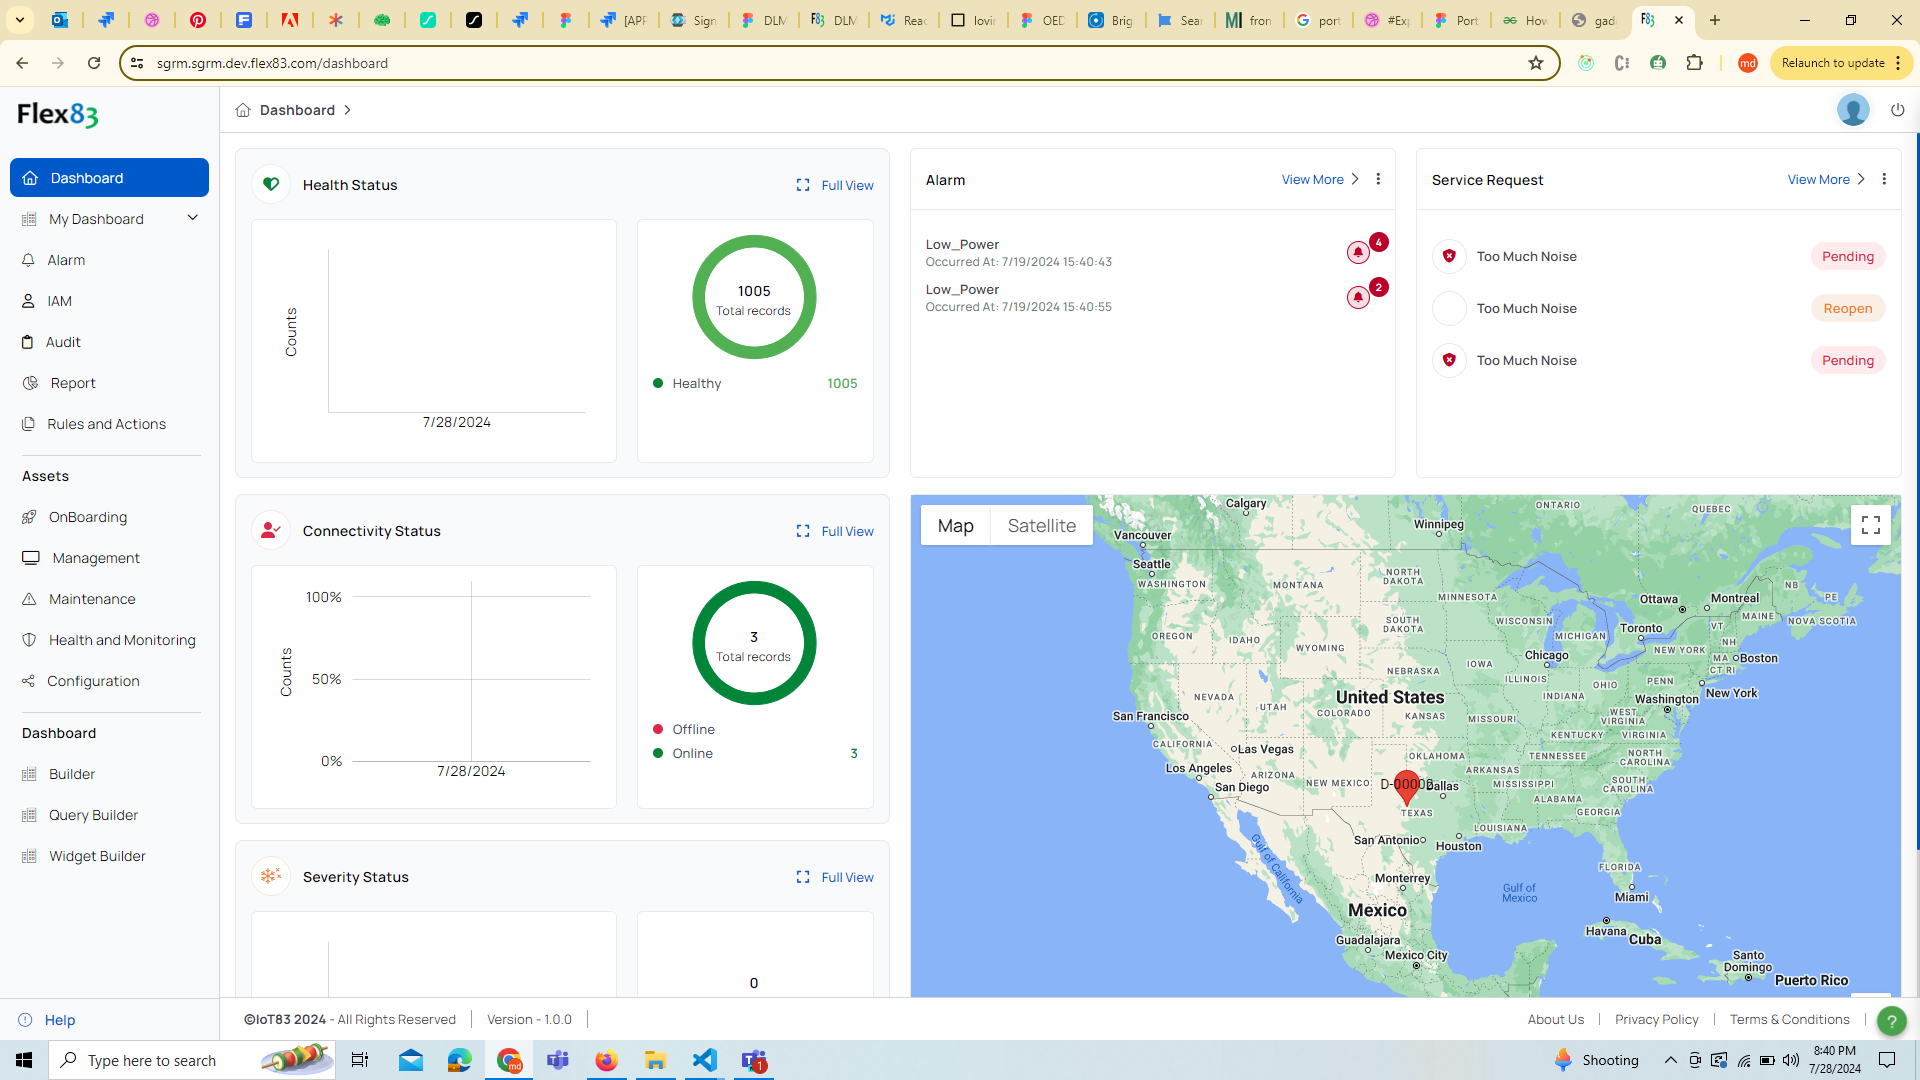 [APP
Sign
DLM
DLM
Reac
lovir
OED
Brig
Sear
fron
port
#Ex
Port
How
gad
sgrm.sgrm.dev.flex83.com/dashboard
md
Relaunch to update
Flex83
Dashboard
Dashboard
My Dashboard
Alarm
IAM
Audit
Report
Rules and Actions
Assets
OnBoarding
Management
Maintenance
Health and Monitoring
Configuration
Dashboard
Builder
Query Builder
Widget Builder
Help
Health Status
Full View
Counts
7/28/2024
1005
Total records
Healthy 1005
Alarm
View More
Low_Power
Occurred At: 7/19/2024 15:40:43
4
Low_Power
Occurred At: 7/19/2024 15:40:55
2
Service Request
View More
Too Much Noise Pending
Too Much Noise Reopen
Too Much Noise Pending
Connectivity Status
Full View
Counts
100%
50%
0%
7/28/2024
3
Total records
Offline
Online 3
Severity Status
Full View
0
Map Satellite
Calgary
ONTARIO
QUEBEC
Winnipeg
Vancouver
Seattle
WASHINGTON
MONTANA
NORTH
DAKOTA
MINNESOTA
Ottawa
Montreal
NB
PE
MAINE
NOVA SCOTIA
OREGON
IDAHO
SOUTH
DAKOTA
WISCONSIN
MICHIGAN
Toronto
VT
NH
WYOMING
NEW YORK
MA
Boston
CT RI
Chicago
IOWA
NEBRASKA
ILLINOIS
INDIANA
OHIO
PENN
New York
NEVADA
UTAH
United States
COLORADO
KANSAS
MISSOURI
WEST
VIRGINIA
Washington
San Francisco
CALIFORNIA
Las Vegas
KENTUCKY
VIRGINIA
Los Angeles
ARIZONA
NEW MEXICO
OKLAHOMA
ARKANSAS
TENNESSEE
NORTH
CAROLINA
San Diego
D-00002
Dallas
MISSISSIPPI
SOUTH
CAROLINA
ALABAMA
TEXAS
GEORGIA
LOUISIANA
San Antonio
Houston
Gulf of California
FLORIDA
Monterrey
Gulf of
Mexico
Miami
Mexico
Havana
Cuba
Guadalajara
Mexico City
Santo
Domingo
Puerto Rico
©IoT83 2024 - All Rights Reserved
Version - 1.0.0
About Us
Privacy Policy
Terms & Conditions
?
Type here to search
1
Shooting
8:40 PM
7/28/2024